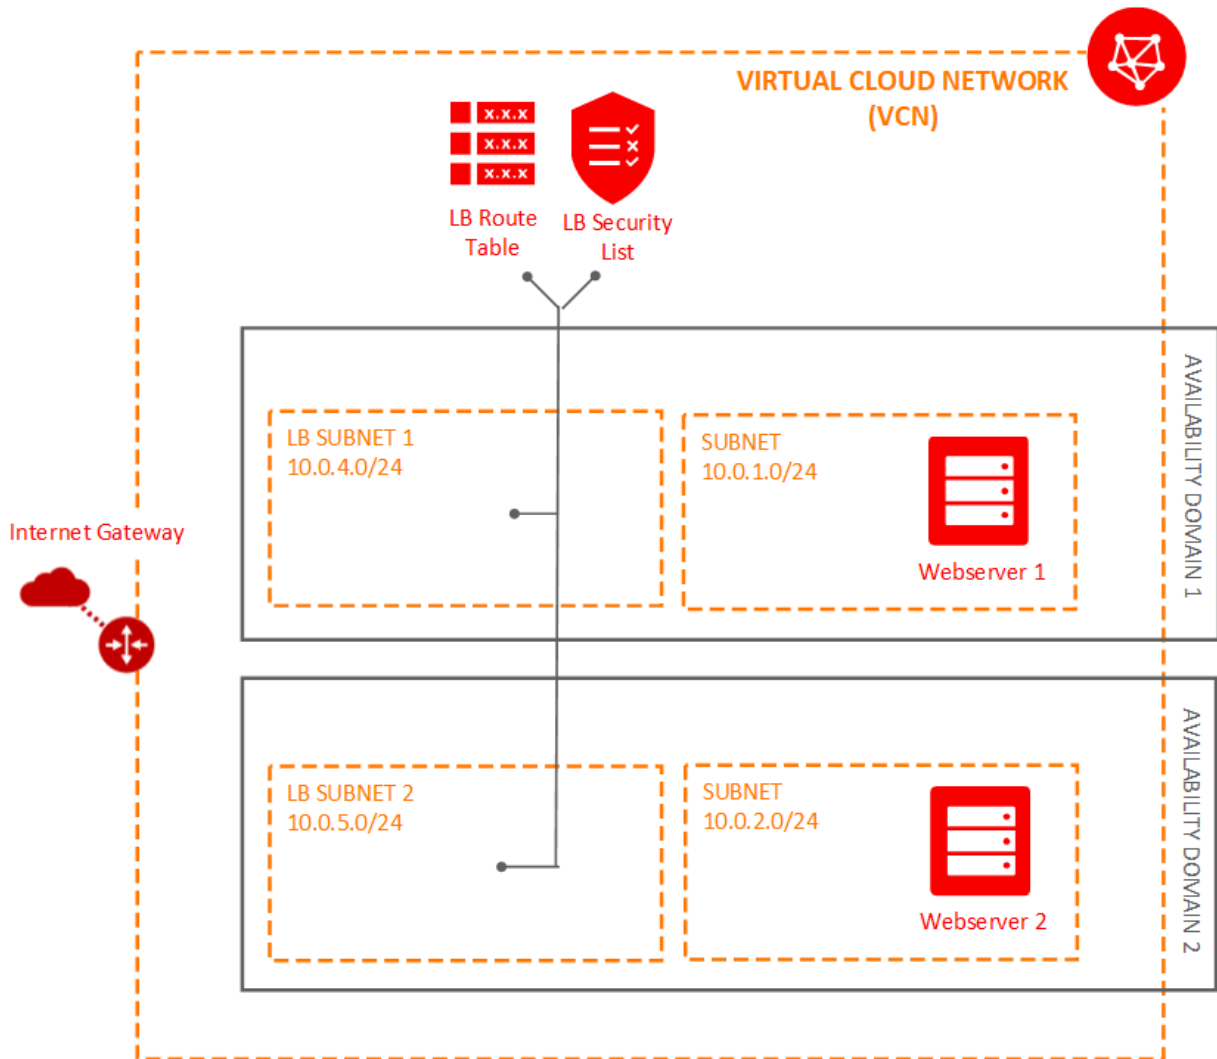 VIRTUAL CLOUD NETWORK
(VCN)
x.x.x
x.x.x
x.x.x
LB Route
Table
LB Security
List
AVAILABILITY DOMAIN 1
LB SUBNET 1
10.0.4.0/24
SUBNET
10.0.1.0/24
Webserver 1
Internet Gateway
AVAILABILITY DOMAIN 2
LB SUBNET 2
10.0.5.0/24
SUBNET
10.0.2.0/24
Webserver 2